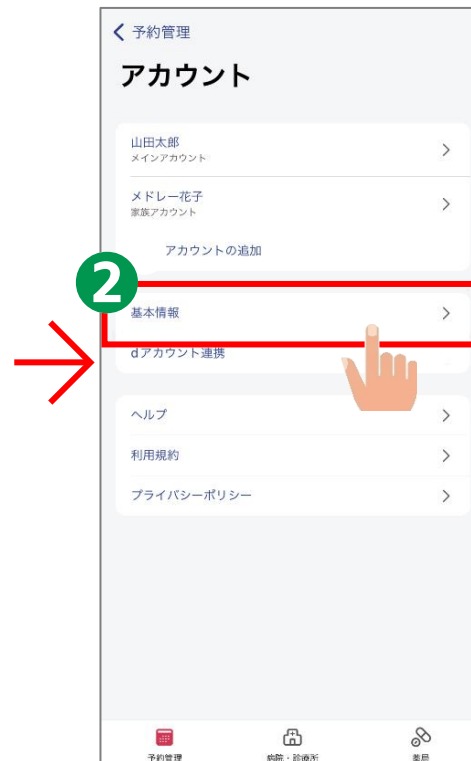 予約管理
アカウント
山田太郎
メインアカウント
メドレー花子
家族アカウント
アカウントの追加
2
基本情報
dアカウント連携
ヘルプ
利用規約
プライバシーポリシー
予約管理
病院・診療所
薬局